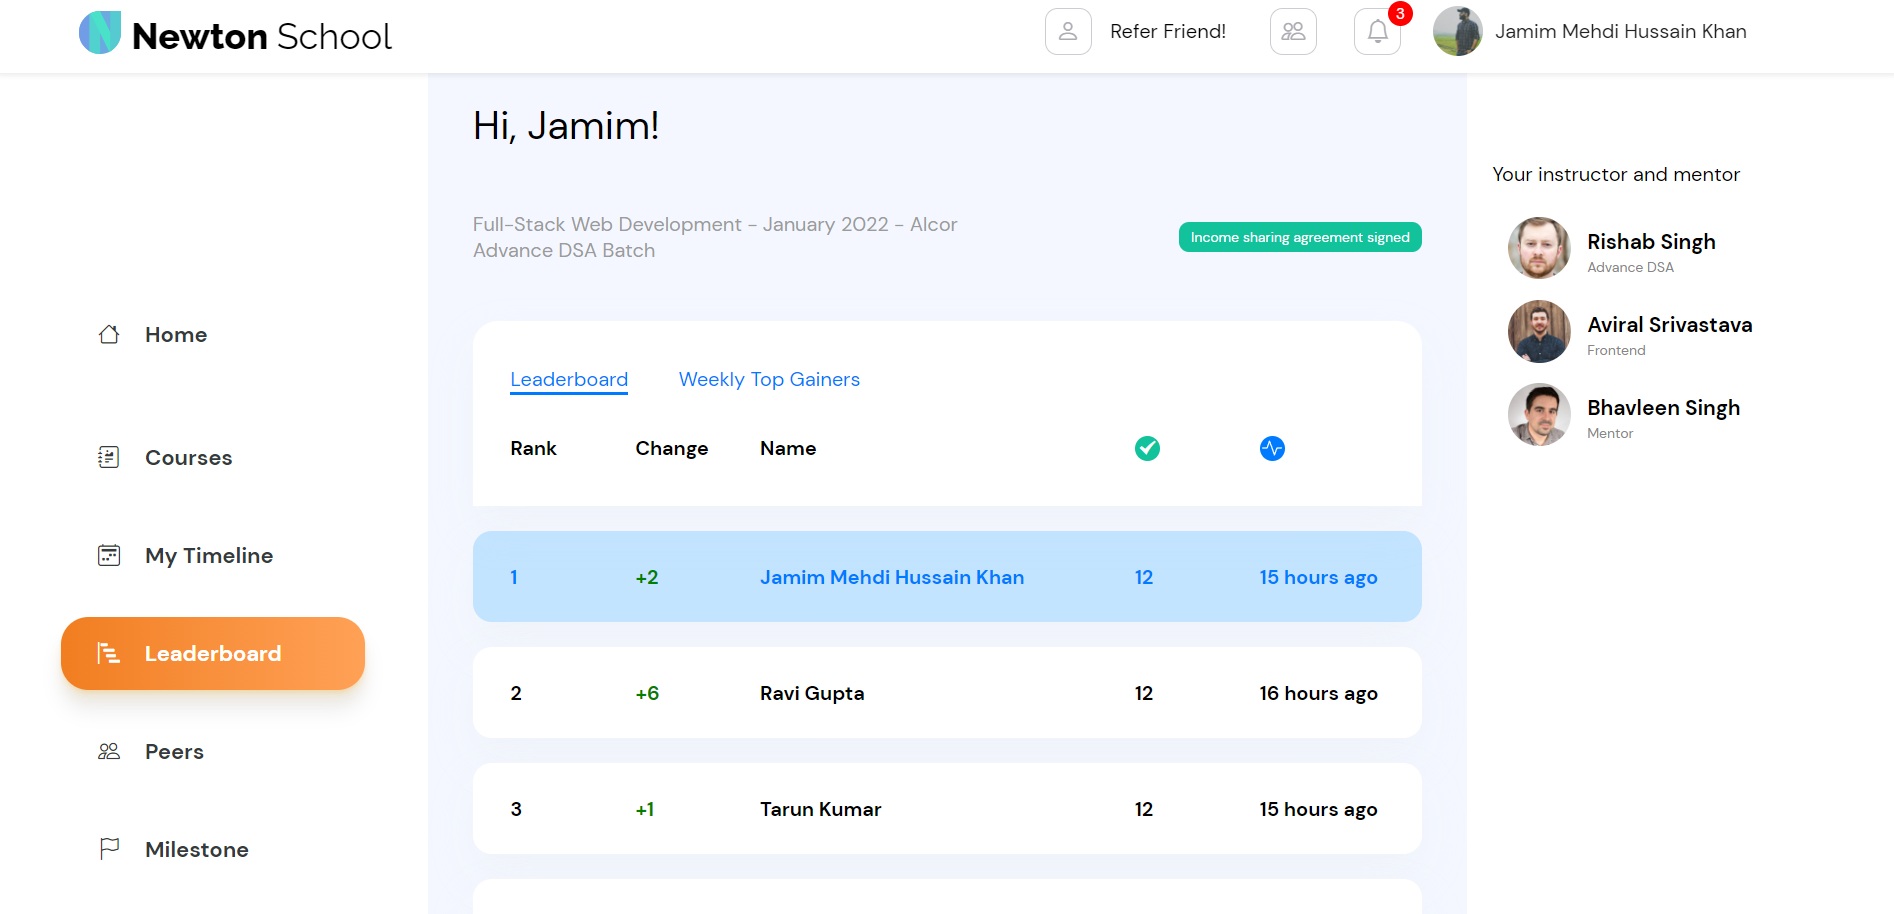 Newton School
Refer Friend!
3
Jamim Mehdi Hussain Khan
Hi, Jamim!
Full-Stack Web Development - January 2022 - Alcor
Advance DSA Batch
Income sharing agreement signed
Home
Courses
My Timeline
Leaderboard
Peers
Milestone
Leaderboard Weekly Top Gainers
Rank Change Name
1 +2 Jamim Mehdi Hussain Khan 12 15 hours ago
2 +6 Ravi Gupta 12 16 hours ago
3 +1 Tarun Kumar 12 15 hours ago
Your instructor and mentor
Rishab Singh
Advance DSA
Aviral Srivastava
Frontend
Bhavleen Singh
Mentor